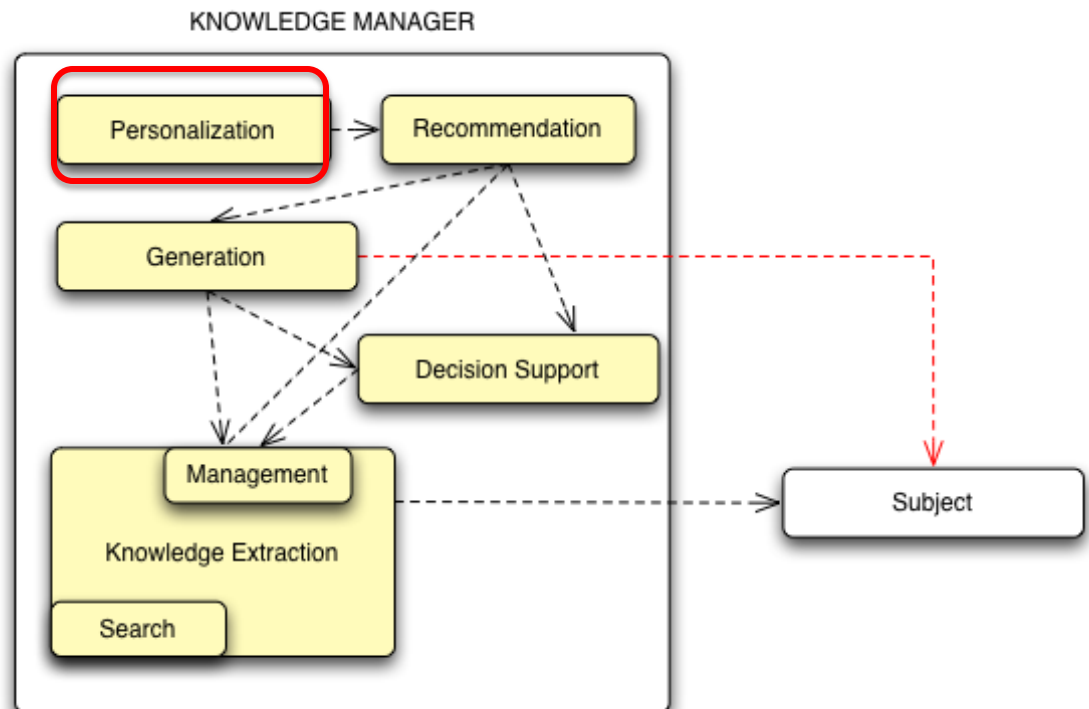 KNOWLEDGE MANAGER
Personalization
Recommendation
Generation
Decision Support
Management
Subject
Knowledge Extraction
Search